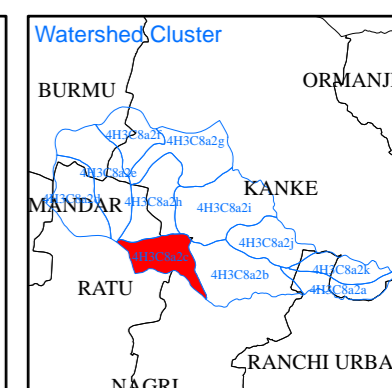 Watershed Cluster
ORMANJ
BURMU
4H3C8a2f
4H3C8a2g
4H3C8a2e
KANKE
MANDAR
4H3C8a2h
4H3C8a2i
4H3C8a2j
4H3C8a2c
4H3C8a2b
4H3C8a2k
RATU
4H3C8a2a
RANCHI URBA
NAGRI